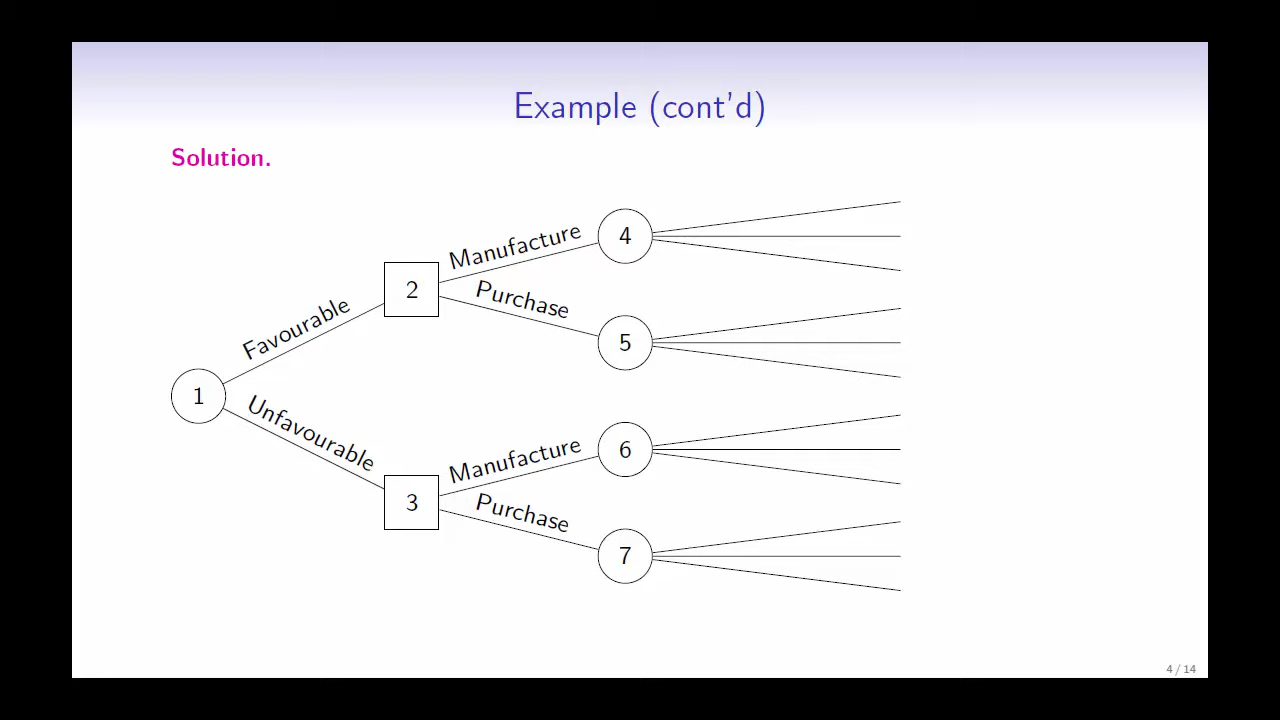 Example (cont'd)
Solution.
Favourable
Unfavourable
Manufacture
Purchase
Manufacture
Purchase
1
2
3
4
5
6
7
4 / 14